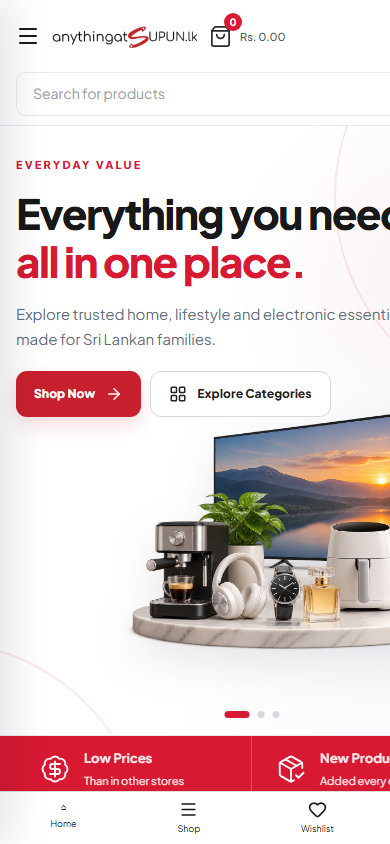 anythingatSUPUN.lk
0
Rs. 0.00
Search for products
EVERYDAY VALUE
Everything you need
all in one place.
Explore trusted home, lifestyle and electronic essenti
made for Sri Lankan families.
Shop Now
Explore Categories
Low Prices
Than in other stores
New Produ
Added every
Home
Shop
Wishlist